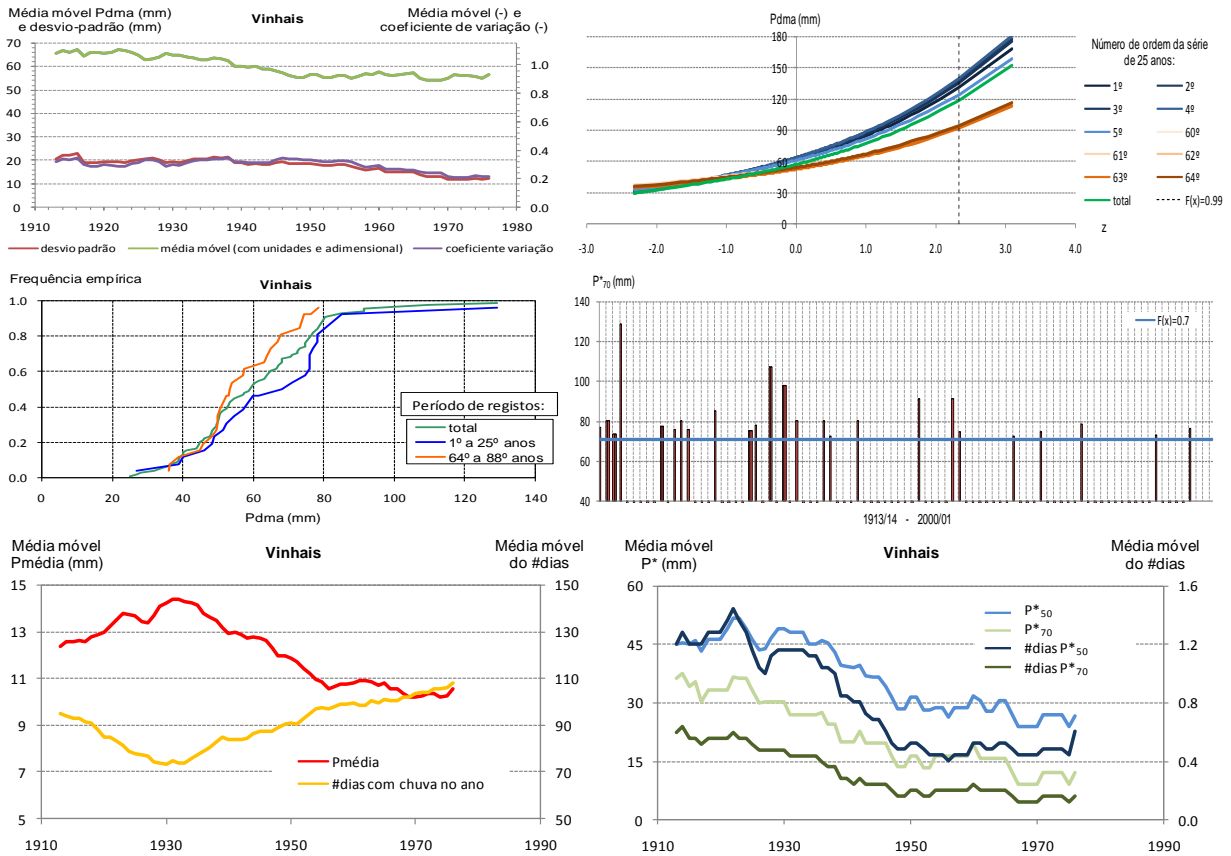 Média móvel Pdma (mm)
e desvio-padrão (mm)
Vinhais
Média móvel (-) e
coeficiente de variação (-)
70
60
50
40
30
20
10
0
1.0
0.8
0.6
0.4
0.2
0.0
1910 1920 1930 1940 1950 1960 1970 1980
desvio padrão
média móvel (com unidades e adimensional)
coeficiente variação
Pdma (mm)
180
150
120
90
60
30
0
-3.0 -2.0 -1.0 0.0 1.0 2.0 3.0 4.0
z
Número de ordem da série
de 25 anos:
1º 2º
3º 4º
5º 60º
61º 62º
63º 64º
total F(x)=0.99
Frequência empírica
Vinhais
1.0
0.8
0.6
0.4
0.2
0.0
0 20 40 60 80 100 120 140
Pdma (mm)
Período de registos:
total
1º a 25º anos
64º a 88º anos
P*70 (mm)
140
120
100
80
60
40
F(x)=0.7
1913/14 - 2000/01
Média móvel
Pmédia (mm)
Vinhais
Média móvel
do #dias
15
13
11
9
7
5
150
130
110
90
70
50
1910 1930 1950 1970 1990
Pmédia
#dias com chuva no ano
Média móvel
P* (mm)
Vinhais
Média móvel
do #dias
60
45
30
15
0
1.6
1.2
0.8
0.4
0.0
1910 1930 1950 1970 1990
P*50
P*70
#dias P*50
#dias P*70